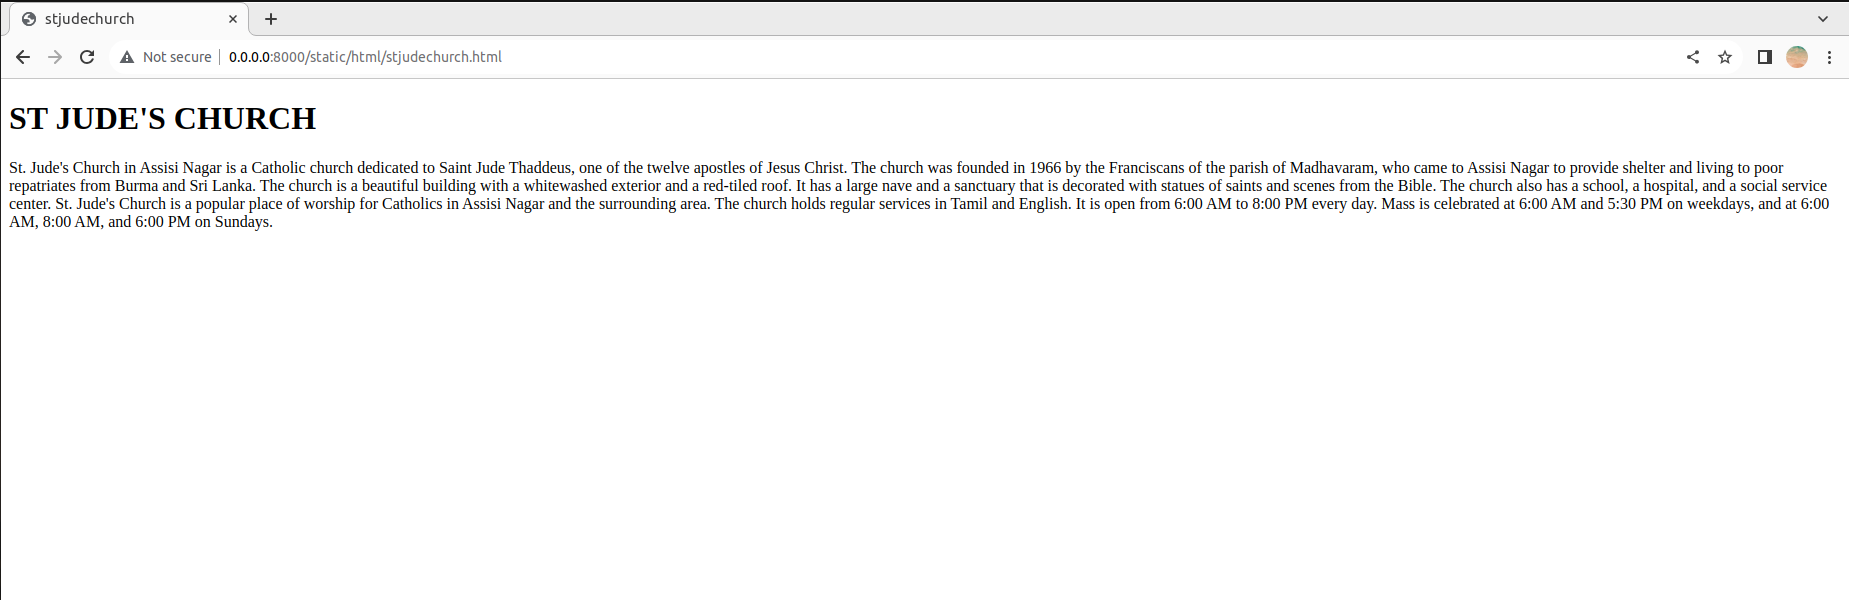 stjudechurch
Not secure
0.0.0.0:8000/static/html/stjudechurch.html
ST JUDE'S CHURCH
St. Jude's Church in Assisi Nagar is a Catholic church dedicated to Saint Jude Thaddeus, one of the twelve apostles of Jesus Christ. The church was founded in 1966 by the Franciscans of the parish of Madhavaram, who came to Assisi Nagar to provide shelter and living to poor
repatriates from Burma and Sri Lanka. The church is a beautiful building with a whitewashed exterior and a red-tiled roof. It has a large nave and a sanctuary that is decorated with statues of saints and scenes from the Bible. The church also has a school, a hospital, and a social service
center. St. Jude's Church is a popular place of worship for Catholics in Assisi Nagar and the surrounding area. The church holds regular services in Tamil and English. It is open from 6:00 AM to 8:00 PM every day. Mass is celebrated at 6:00 AM and 5:30 PM on weekdays, and at 6:00
AM, 8:00 AM, and 6:00 PM on Sundays.